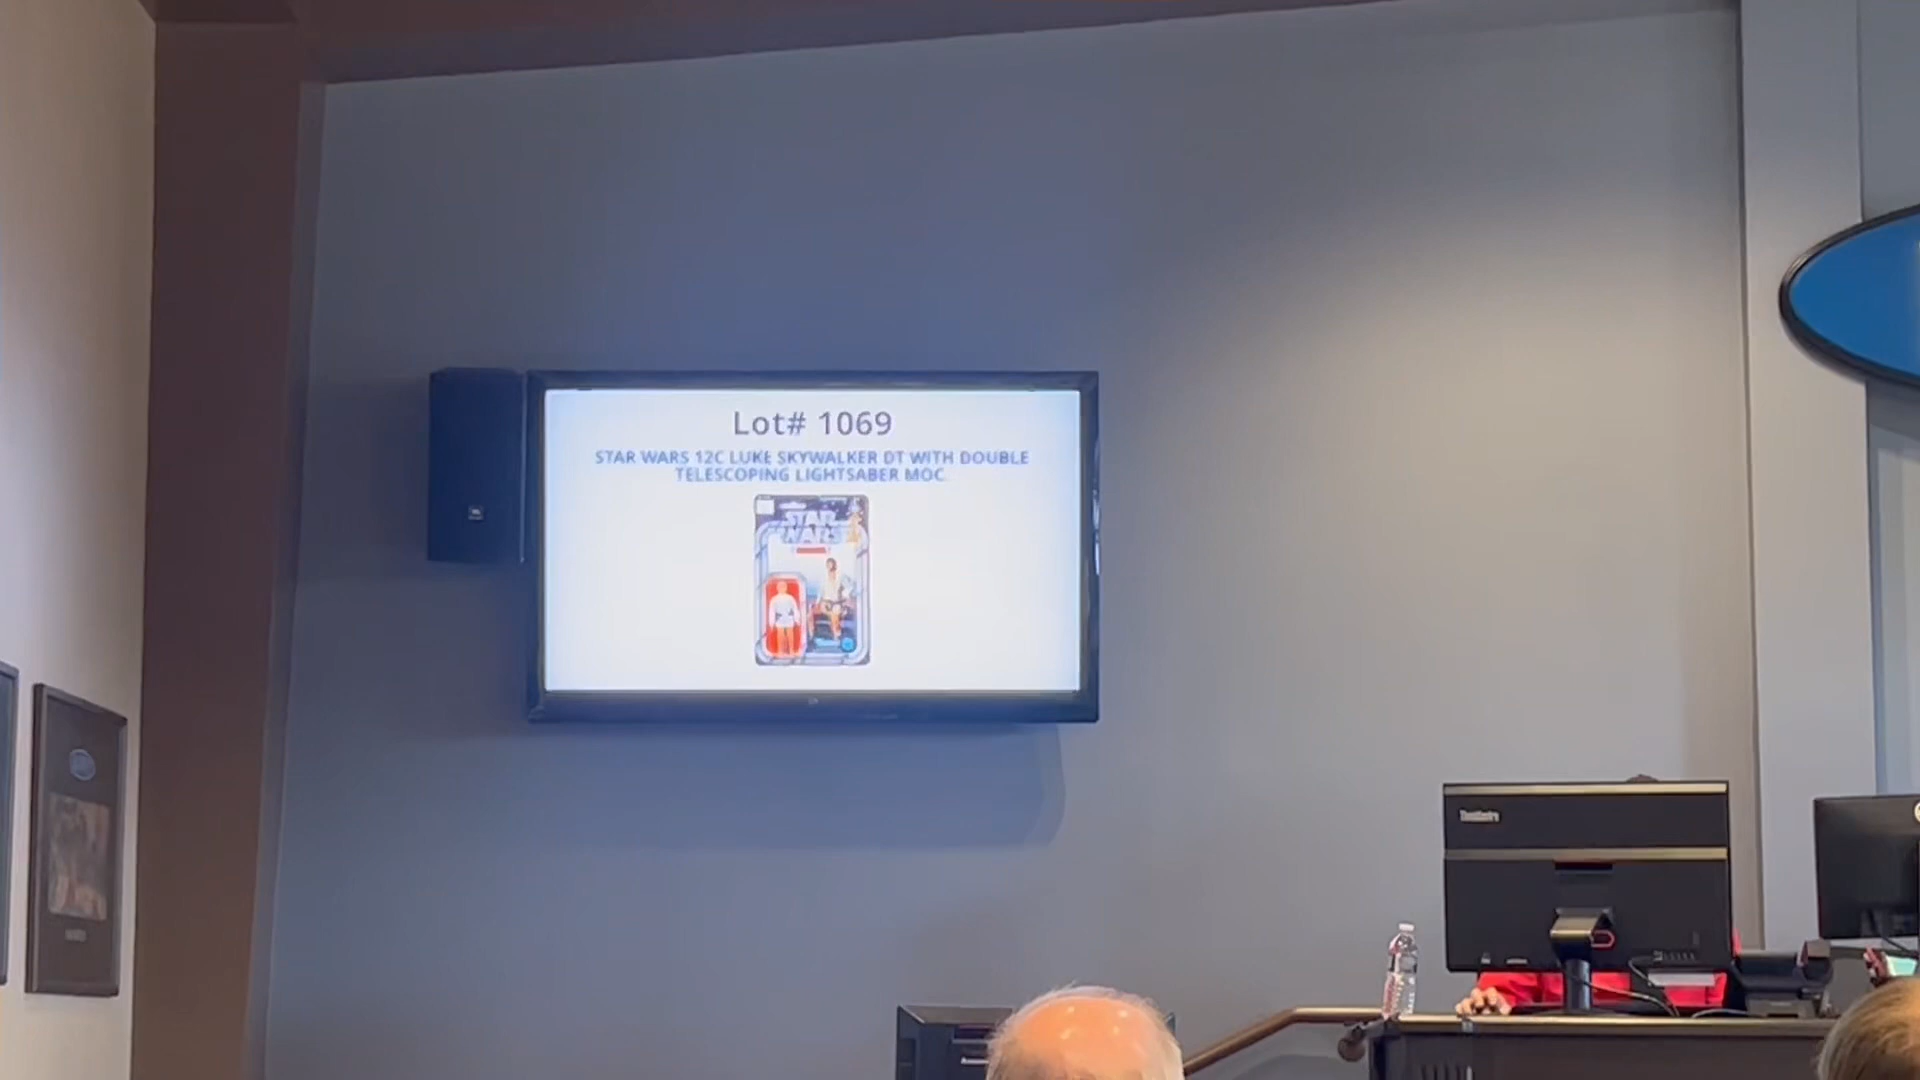 Lot# 1069
STAR WARS 12C LUKE SKYWALKER DT WITH DOUBLE
TELESCOPING LIGHTSABER MOC
STAR
WARS